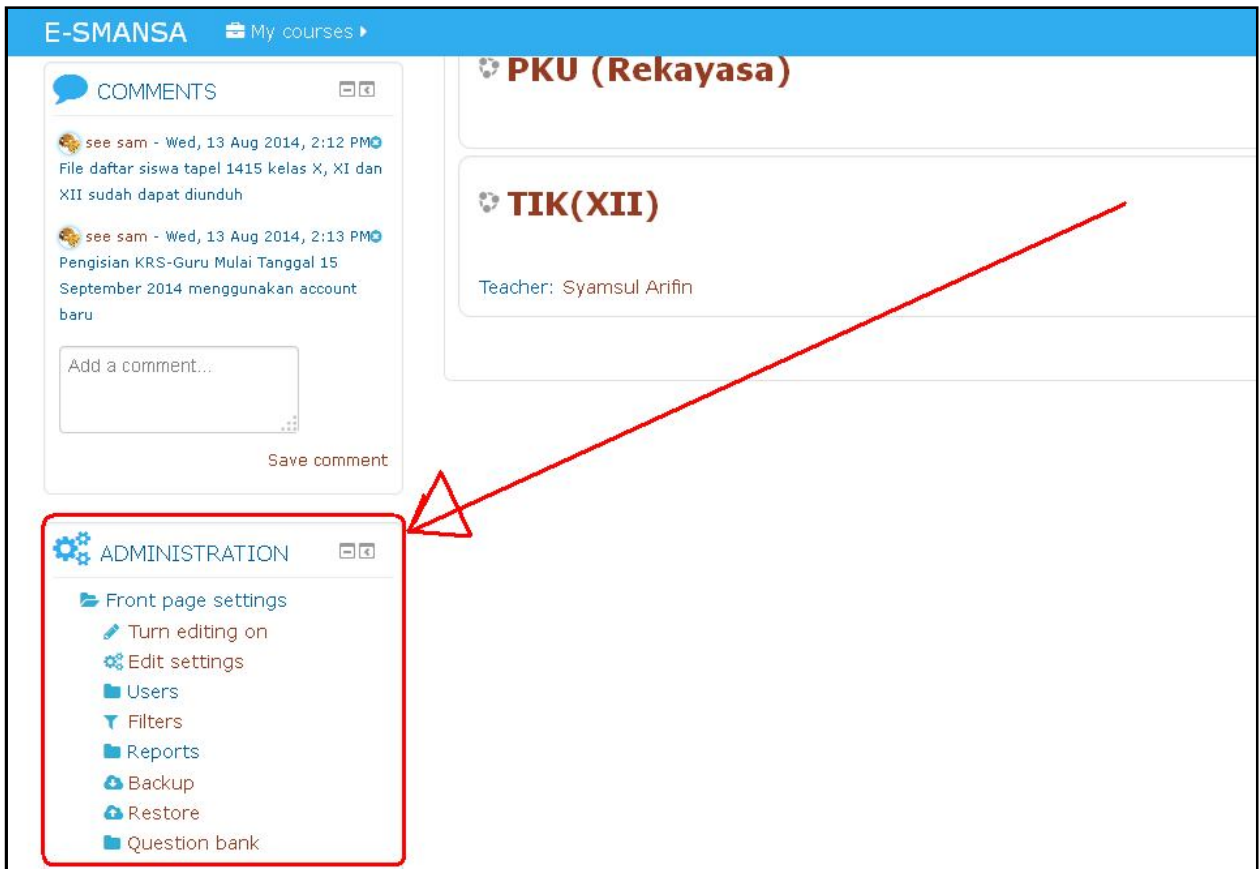 E-SMANSA My courses
COMMENTS
see sam - Wed, 13 Aug 2014, 2:12 PM
File daftar siswa tapel 1415 kelas X, XI dan
XII sudah dapat diunduh
see sam - Wed, 13 Aug 2014, 2:13 PM
Pengisian KRS-Guru Mulai Tanggal 15
September 2014 menggunakan account
baru
Add a comment...
Save comment
ADMINISTRATION
Front page settings
Turn editing on
Edit settings
Users
Filters
Reports
Backup
Restore
Question bank
PKU (Rekayasa)
TIK(XII)
Teacher: Syamsul Arifin